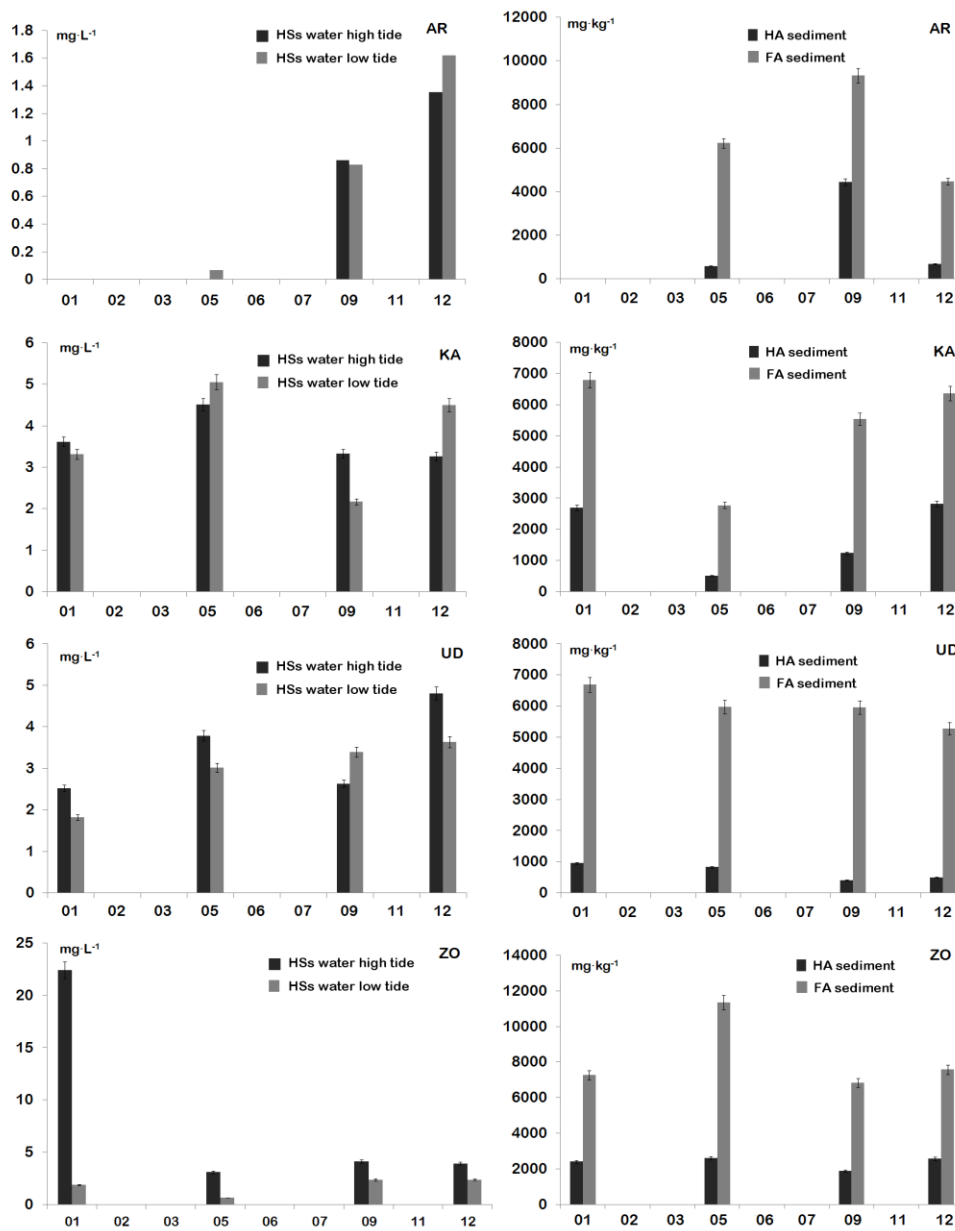 mg·L⁻¹
HSs water high tide
HSs water low tide
AR
1.8
1.6
1.4
1.2
1
0.8
0.6
0.4
0.2
0
01 02 03 05 06 07 09 11 12
mg·kg⁻¹
HA sediment
FA sediment
AR
12000
10000
8000
6000
4000
2000
0
01 02 03 05 06 07 09 11 12
mg·L⁻¹
HSs water high tide
HSs water low tide
KA
6
5
4
3
2
1
0
01 02 03 05 06 07 09 11 12
mg·kg⁻¹
HA sediment
FA sediment
KA
8000
7000
6000
5000
4000
3000
2000
1000
0
01 02 03 05 06 07 09 11 12
mg·L⁻¹
HSs water high tide
HSs water low tide
UD
6
5
4
3
2
1
0
01 02 03 05 06 07 09 11 12
mg·kg⁻¹
HA sediment
FA sediment
UD
8000
7000
6000
5000
4000
3000
2000
1000
0
01 02 03 05 06 07 09 11 12
mg·L⁻¹
HSs water high tide
HSs water low tide
ZO
25
20
15
10
5
0
01 02 03 05 06 07 09 11 12
mg·kg⁻¹
HA sediment
FA sediment
ZO
14000
12000
10000
8000
6000
4000
2000
0
01 02 03 05 06 07 09 11 12